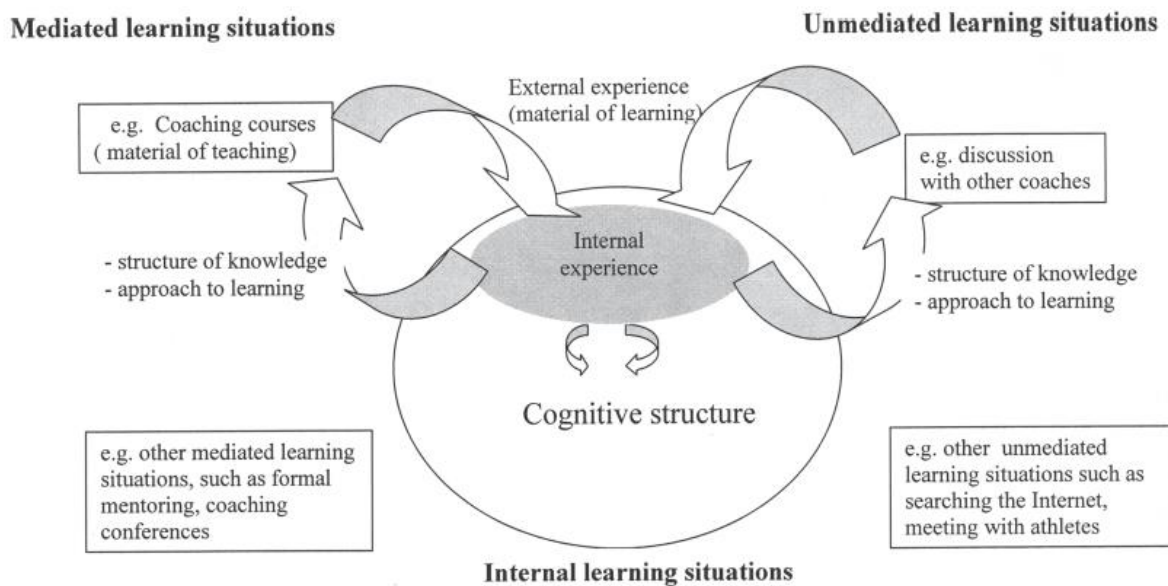 Mediated learning situations
Unmediated learning situations
External experience
(material of learning)
e.g. Coaching courses
( material of teaching)
e.g. discussion
with other coaches
Internal
experience
- structure of knowledge
- approach to learning
- structure of knowledge
- approach to learning
Cognitive structure
e.g. other mediated learning
situations, such as formal
mentoring, coaching
conferences
e.g. other unmediated
learning situations such as
searching the Internet,
meeting with athletes
Internal learning situations